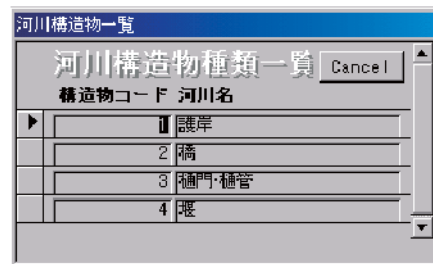 河川構造物一覧
河川構造物種類一覧 Cancel
構造物コード 河川名
1 護岸
2 橋
3 樋門・樋管
4 堰